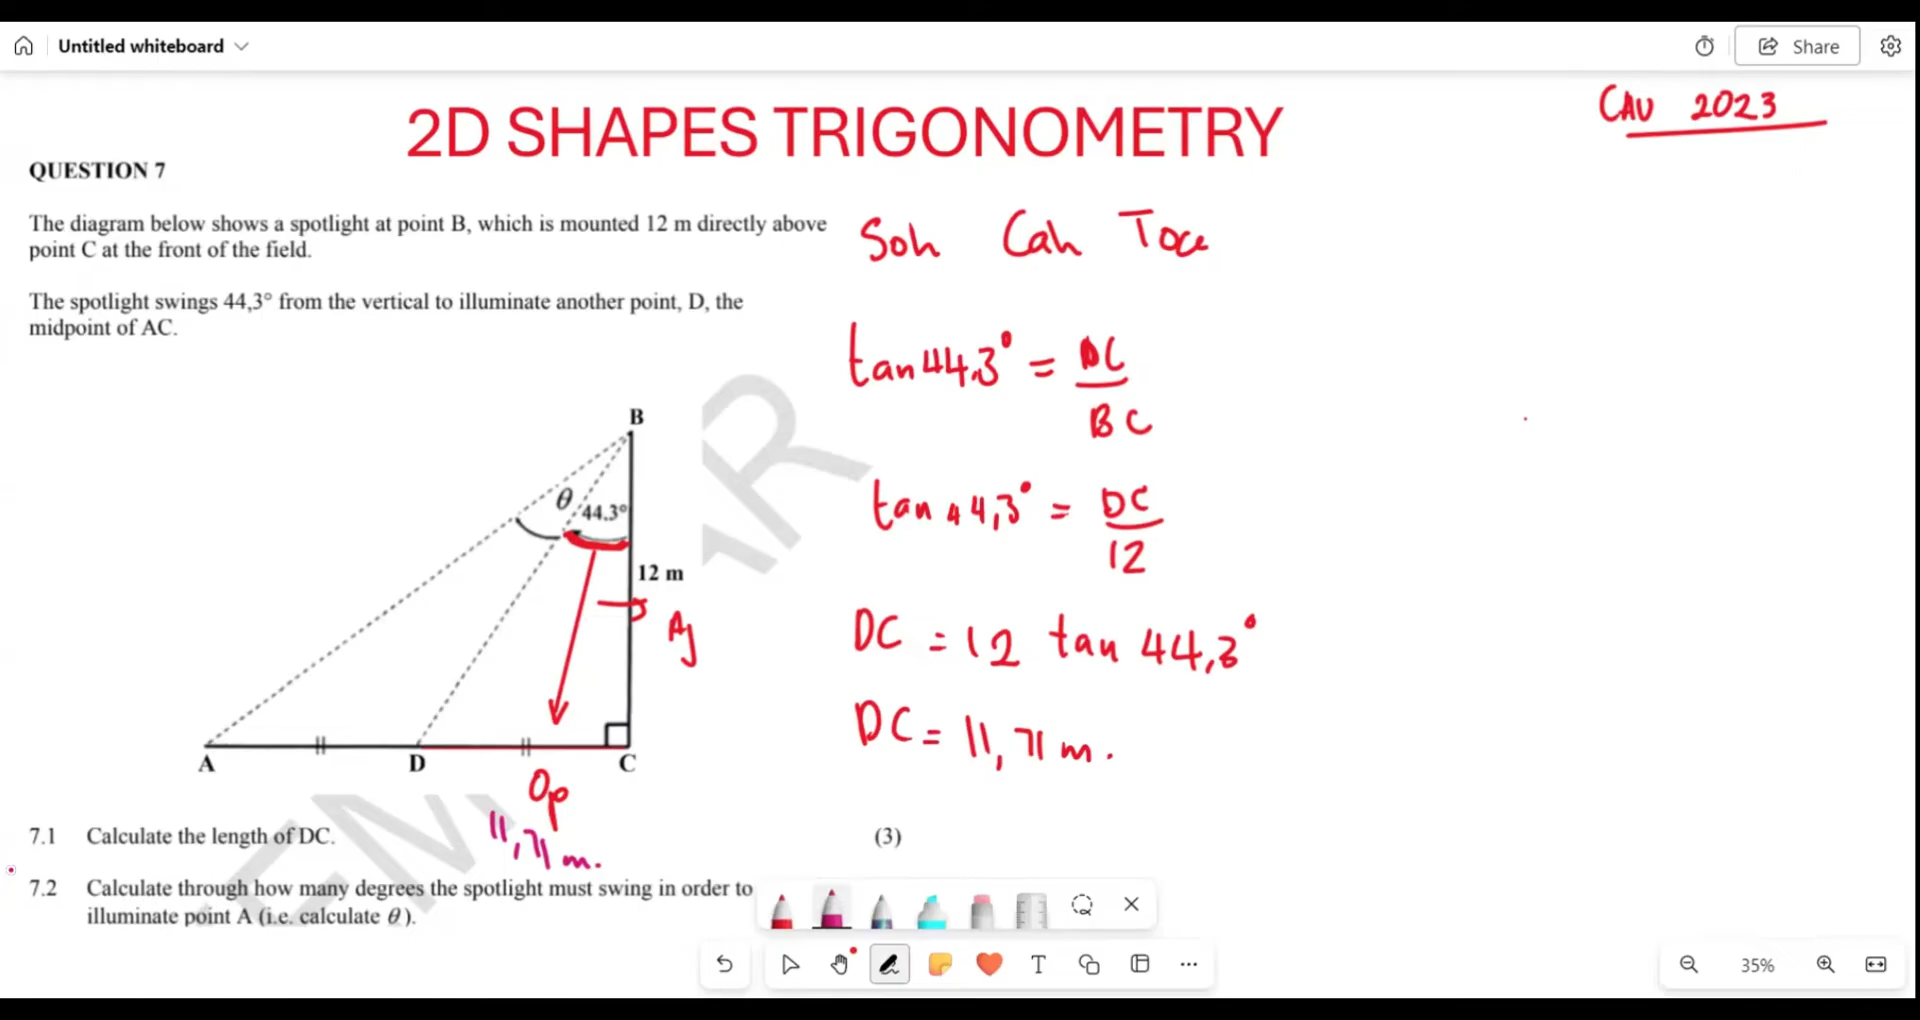 Untitled whiteboard
Share
2D SHAPES TRIGONOMETRY
CAU 2023
QUESTION 7
The diagram below shows a spotlight at point B, which is mounted 12 m directly above
point C at the front of the field.
The spotlight swings 44,3° from the vertical to illuminate another point, D, the
midpoint of AC.
Soh Cah Toa
tan 44.3° = DC
BC
tan 44,3° = DC
12
DC = 12 tan 44,3°
DC = 11,71 m.
B
θ
44.3°
12 m
Aj
A
D
C
Op
11,71 m.
7.1 Calculate the length of DC.
(3)
7.2 Calculate through how many degrees the spotlight must swing in order to
illuminate point A (i.e. calculate θ).
T
35%